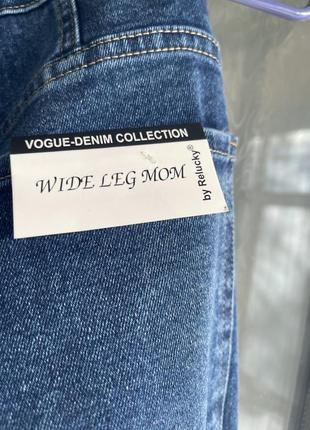 VOGUE-DENIM COLLECTION
WIDE LEG MOM
by Relucky®